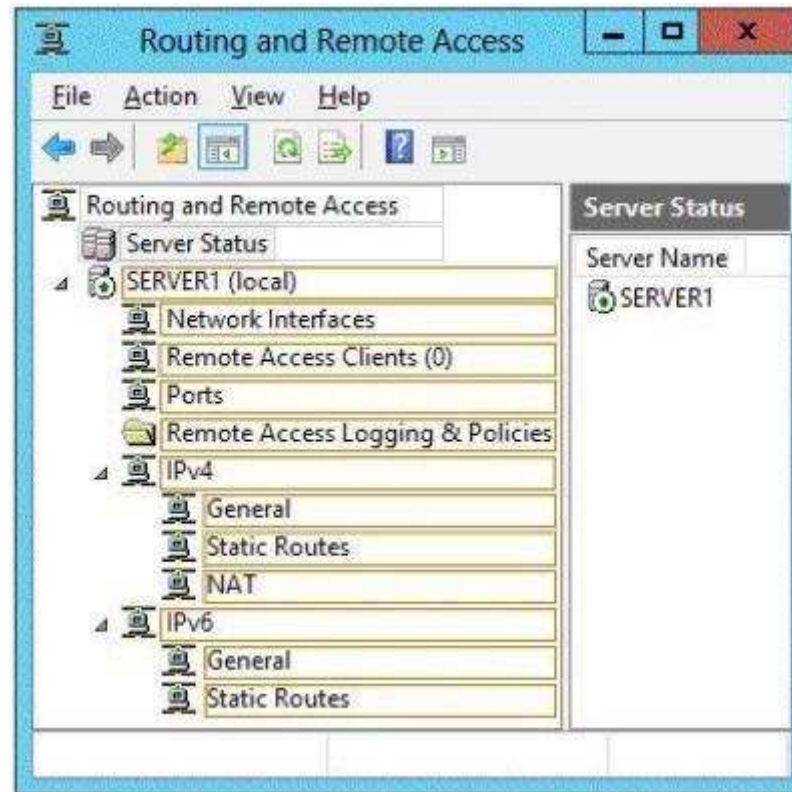 Routing and Remote Access
File Action View Help
Routing and Remote Access
Server Status
SERVER1 (local)
Network Interfaces
Remote Access Clients (0)
Ports
Remote Access Logging & Policies
IPv4
General
Static Routes
NAT
IPv6
General
Static Routes
Server Status
Server Name
SERVER1